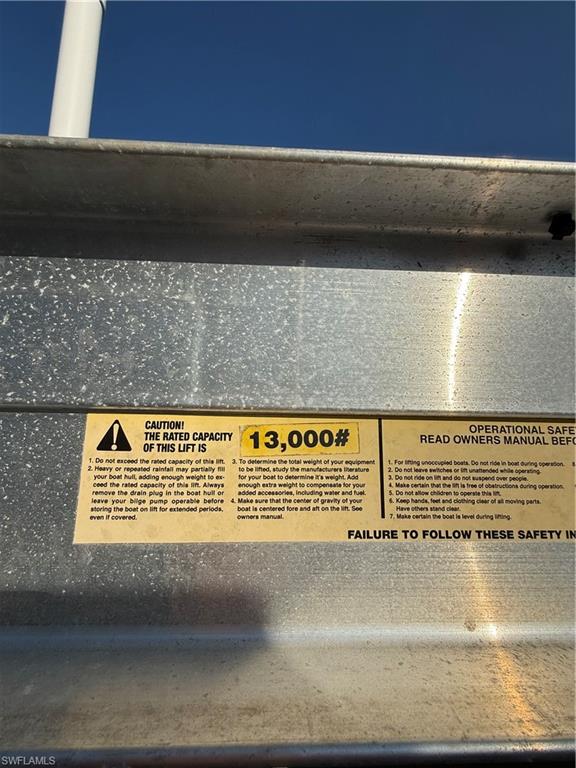 CAUTION!
THE RATED CAPACITY
OF THIS LIFT IS
13,000#
1. Do not exceed the rated capacity of this lift.
2. Heavy or repeated rainfall may partially fill
your boat hull, adding enough weight to ex-
ceed the rated capacity of this lift. Always
remove the drain plug in the boat hull or
leave your bilge pump operable before
storing the boat on lift for extended periods,
even if covered.
3. To determine the total weight of your equipment
to be lifted, study the manufacturers literature
for your boat to determine it's weight. Add
enough extra weight to compensate for your
added accessories, including water and fuel.
4. Make sure that the center of gravity of your
boat is centered fore and aft on the lift. See
owners manual.
OPERATIONAL SAFE
READ OWNERS MANUAL BEFO
1. For lifting unoccupied boats. Do not ride in boat during operation.
2. Do not leave switches or lift unattended while operating.
3. Do not ride on lift and do not suspend over people.
4. Make certain that the lift is free of obstructions during operation.
5. Do not allow children to operate this lift.
6. Keep hands, feet and clothing clear of all moving parts.
Have others stand clear.
7. Make certain the boat is level during lifting.
8.
FAILURE TO FOLLOW THESE SAFETY IN
SWFLAMLS